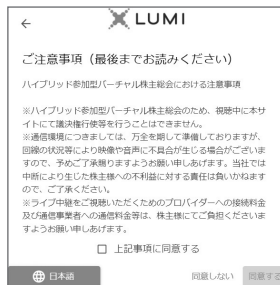 ← LUMI
ご注意事項（最後までお読みください）
ハイブリッド参加型バーチャル株主総会における注意事項
※ハイブリッド参加型バーチャル株主総会のため、視聴中に本サ
イトにて議決権行使等を行うことはできません。
※通信環境につきましては、万全を期して準備しておりますが、
回線の状況等により映像や音声に不具合が生じる場合がございま
すので、予めご了承賜りますようお願い申しあげます。当社では
中断により生じた株主様への不利益に対する責任は負いかねます
ので、ご了承ください。
※ライブ中継をご視聴いただくためのプロバイダーへの接続料金
及び通信事業者への通信料金等は、株主様にてご負担くださいま
すようお願い申しあげます。
上記事項に同意する
日本語 同意しない 同意する